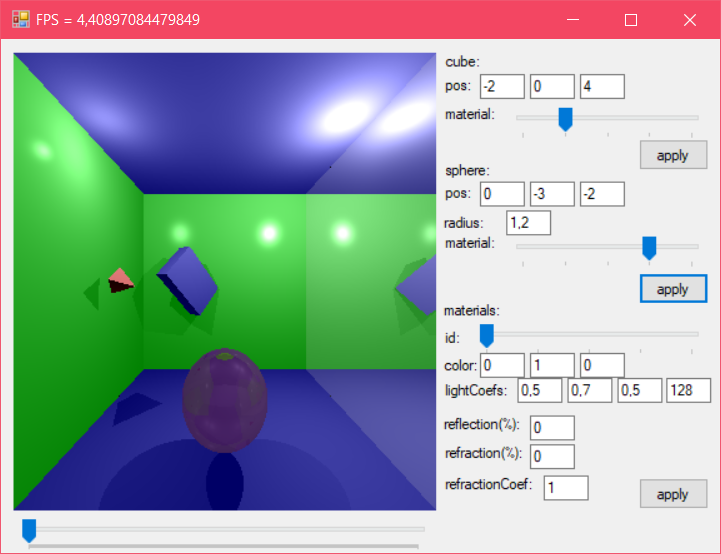 FPS = 4,40897084479849
cube:
pos: -2 0 4
material:
apply
sphere:
pos: 0 -3 -2
radius: 1,2
material:
apply
materials:
id:
color: 0 1 0
lightCoefs: 0,5 0,7 0,5 128
reflection(%): 0
refraction(%): 0
refractionCoef: 1
apply